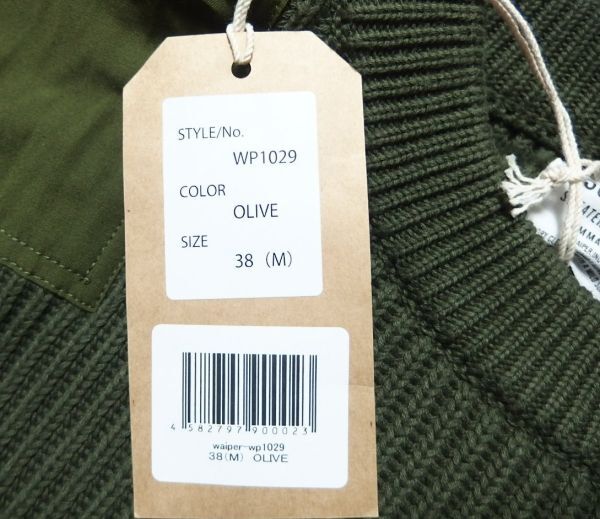 STYLE/No.
WP1029
COLOR
OLIVE
SIZE
38 (M)
4 582797 900023
waiper-wp1029
38(M) OLIVE